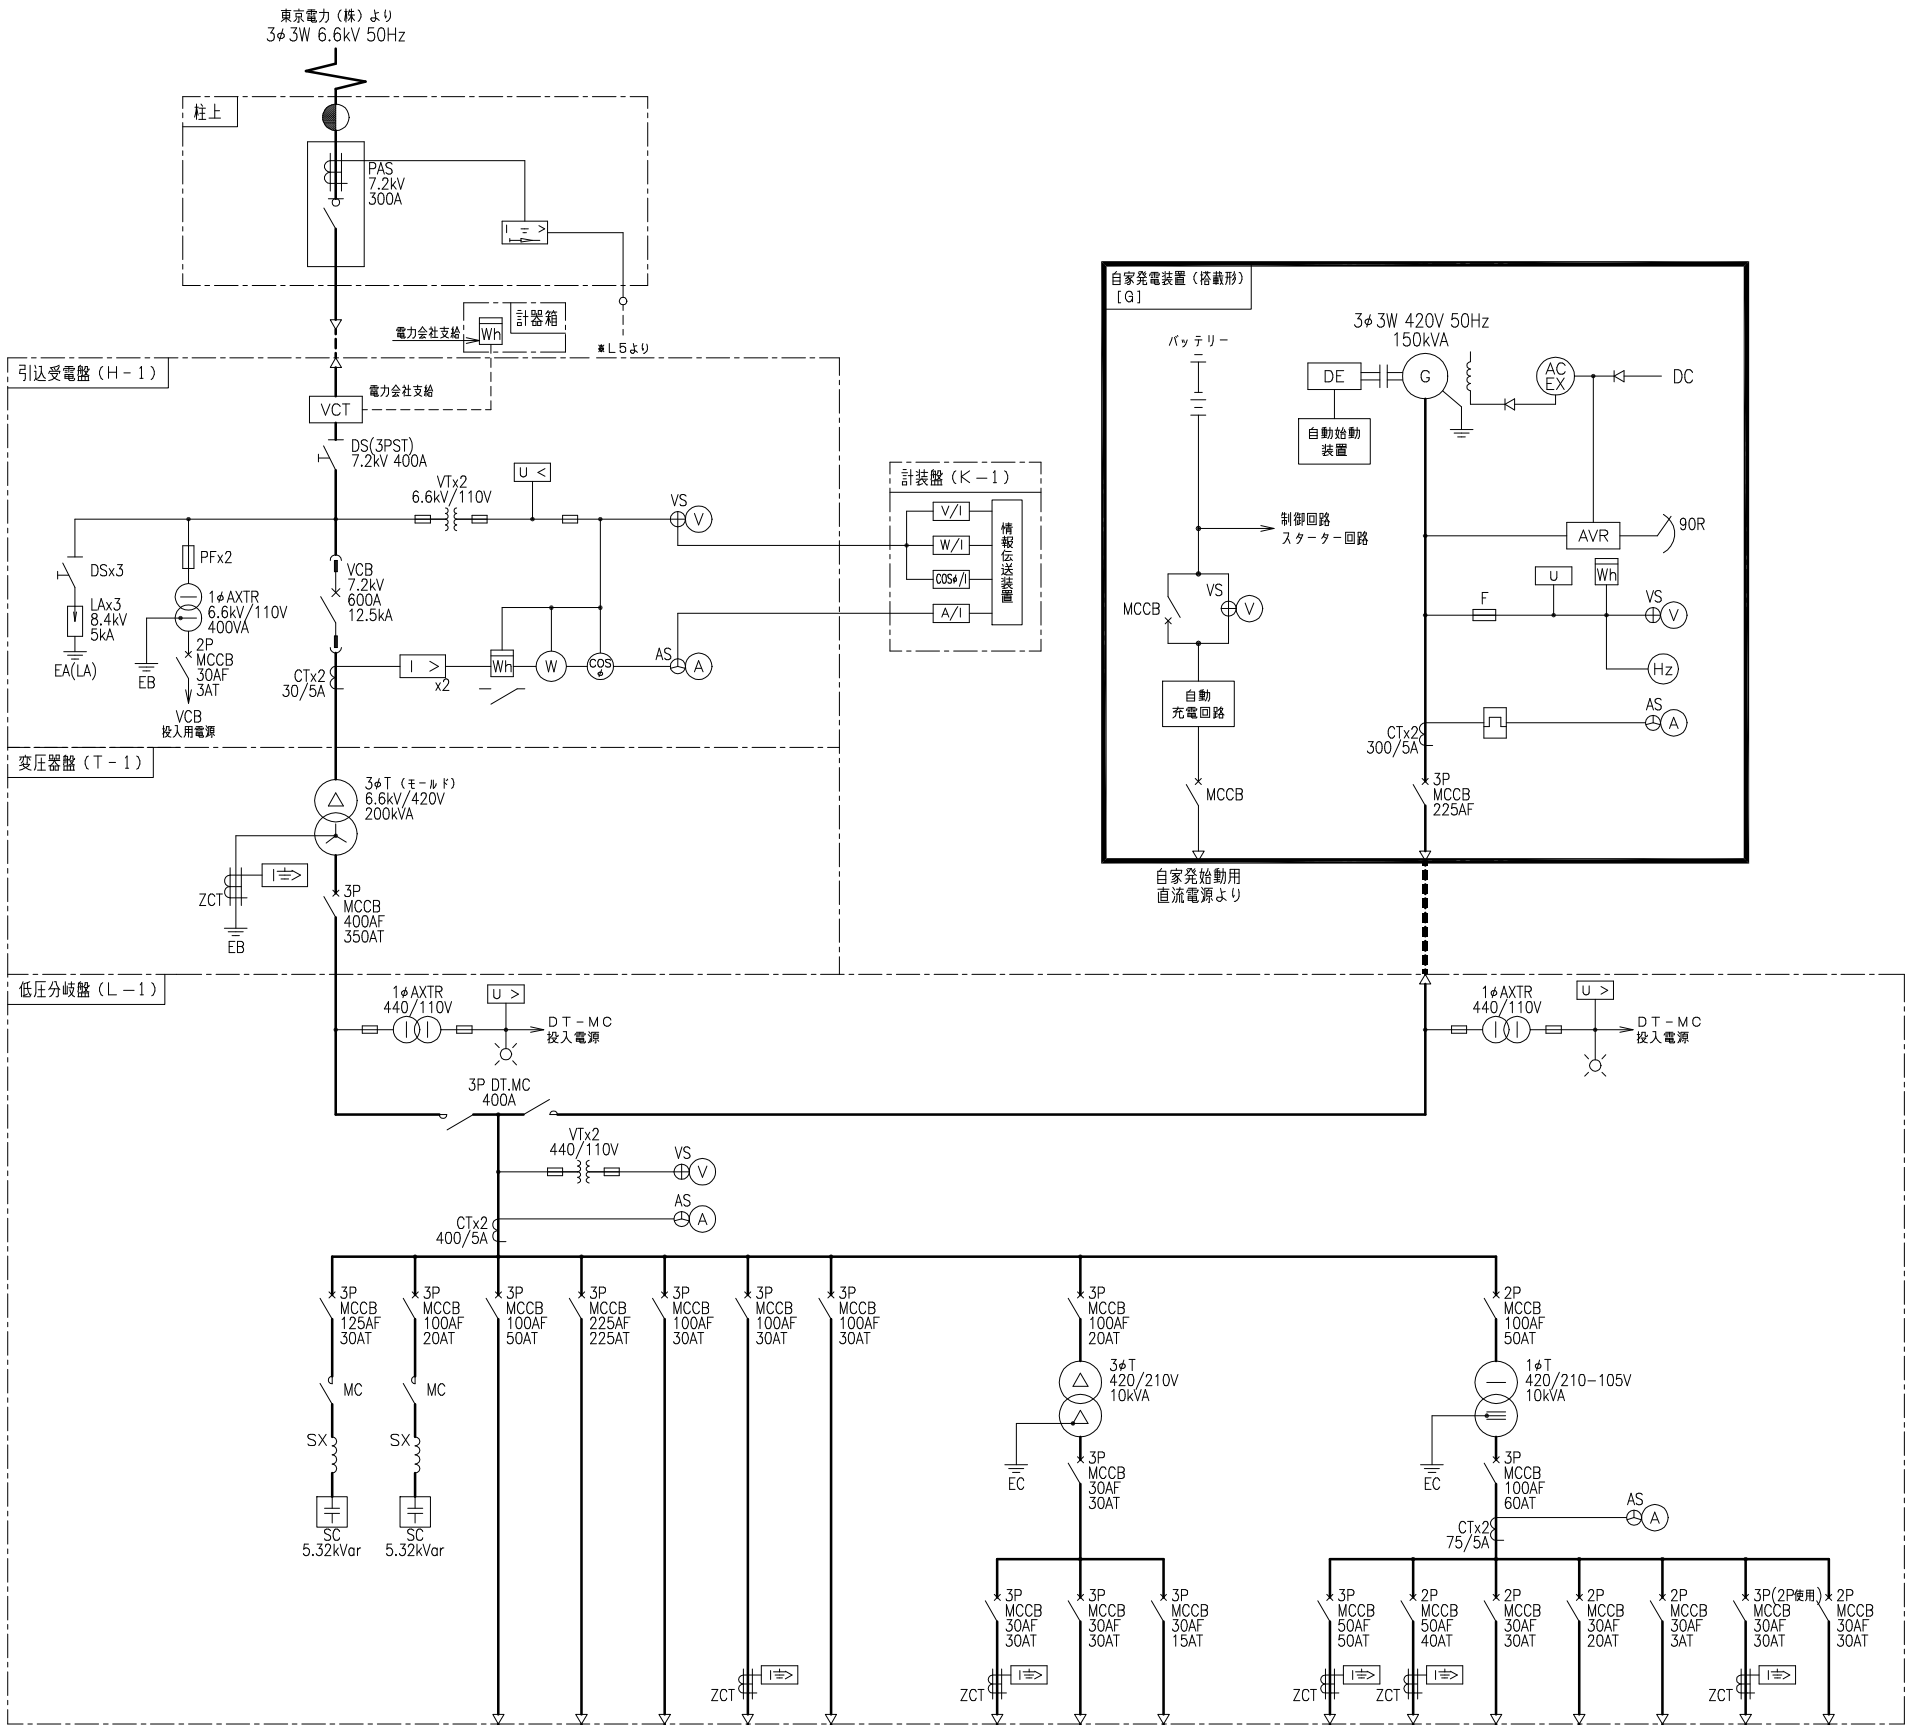 東京電力(株)より
3φ3W 6.6kV 50Hz
柱上
PAS
7.2kV
300A
I ≑ >
※L5より
計器箱
Wh
電力会社支給
引込受電盤(H-1)
電力会社支給
VCT
DS(3PST)
7.2kV 400A
VTx2
6.6kV/110V
U <
VS
V
DSx3
LAx3
8.4kV
5kA
EA(LA)
PFx2
1φAXTR
6.6kV/110V
400VA
EB
2P
MCCB
30AF
3AT
VCB
投入用電源
VCB
7.2kV
600A
12.5kA
CTx2
30/5A
I >
x2
Wh
W
COS
φ
AS
A
計装盤(K-1)
V/I
W/I
COSφ/I
A/I
情報伝送装置
変圧器盤(T-1)
3φT (モールド)
6.6kV/420V
200kVA
ZCT
I≑>
EB
3P
MCCB
400AF
350AT
自家発電装置(搭載形)
[G]
バッテリー
制御回路
スターター回路
MCCB
VS
V
自動
充電回路
MCCB
自家発始動用
直流電源より
3φ3W 420V 50Hz
150kVA
DE
G
自動始動
装置
AC
EX
DC
AVR
90R
U
Wh
F
VS
V
Hz
AS
A
CTx2
300/5A
3P
MCCB
225AF
低圧分岐盤(L-1)
1φAXTR
440/110V
U >
DT-MC
投入電源
1φAXTR
440/110V
U >
DT-MC
投入電源
3P DT.MC
400A
VTx2
440/110V
VS
V
CTx2
400/5A
AS
A
3P
MCCB
125AF
30AT
3P
MCCB
100AF
20AT
3P
MCCB
100AF
50AT
3P
MCCB
225AF
225AT
3P
MCCB
100AF
30AT
3P
MCCB
100AF
30AT
3P
MCCB
100AF
30AT
3P
MCCB
100AF
20AT
2P
MCCB
100AF
50AT
MC
MC
SX
SX
SC
5.32kVar
SC
5.32kVar
3φT
420/210V
10kVA
EC
3P
MCCB
30AF
30AT
1φT
420/210-105V
10kVA
EC
3P
MCCB
100AF
60AT
CTx2
75/5A
AS
A
3P
MCCB
30AF
30AT
3P
MCCB
30AF
30AT
3P
MCCB
30AF
15AT
3P
MCCB
50AF
50AT
2P
MCCB
50AF
40AT
2P
MCCB
30AF
30AT
2P
MCCB
30AF
20AT
2P
MCCB
30AF
3AT
3P(2P使用)
MCCB
30AF
30AT
2P
MCCB
30AF
30AT
ZCT
I≑>
ZCT
I≑>
ZCT
I≑>
ZCT
I≑>
ZCT
I≑>